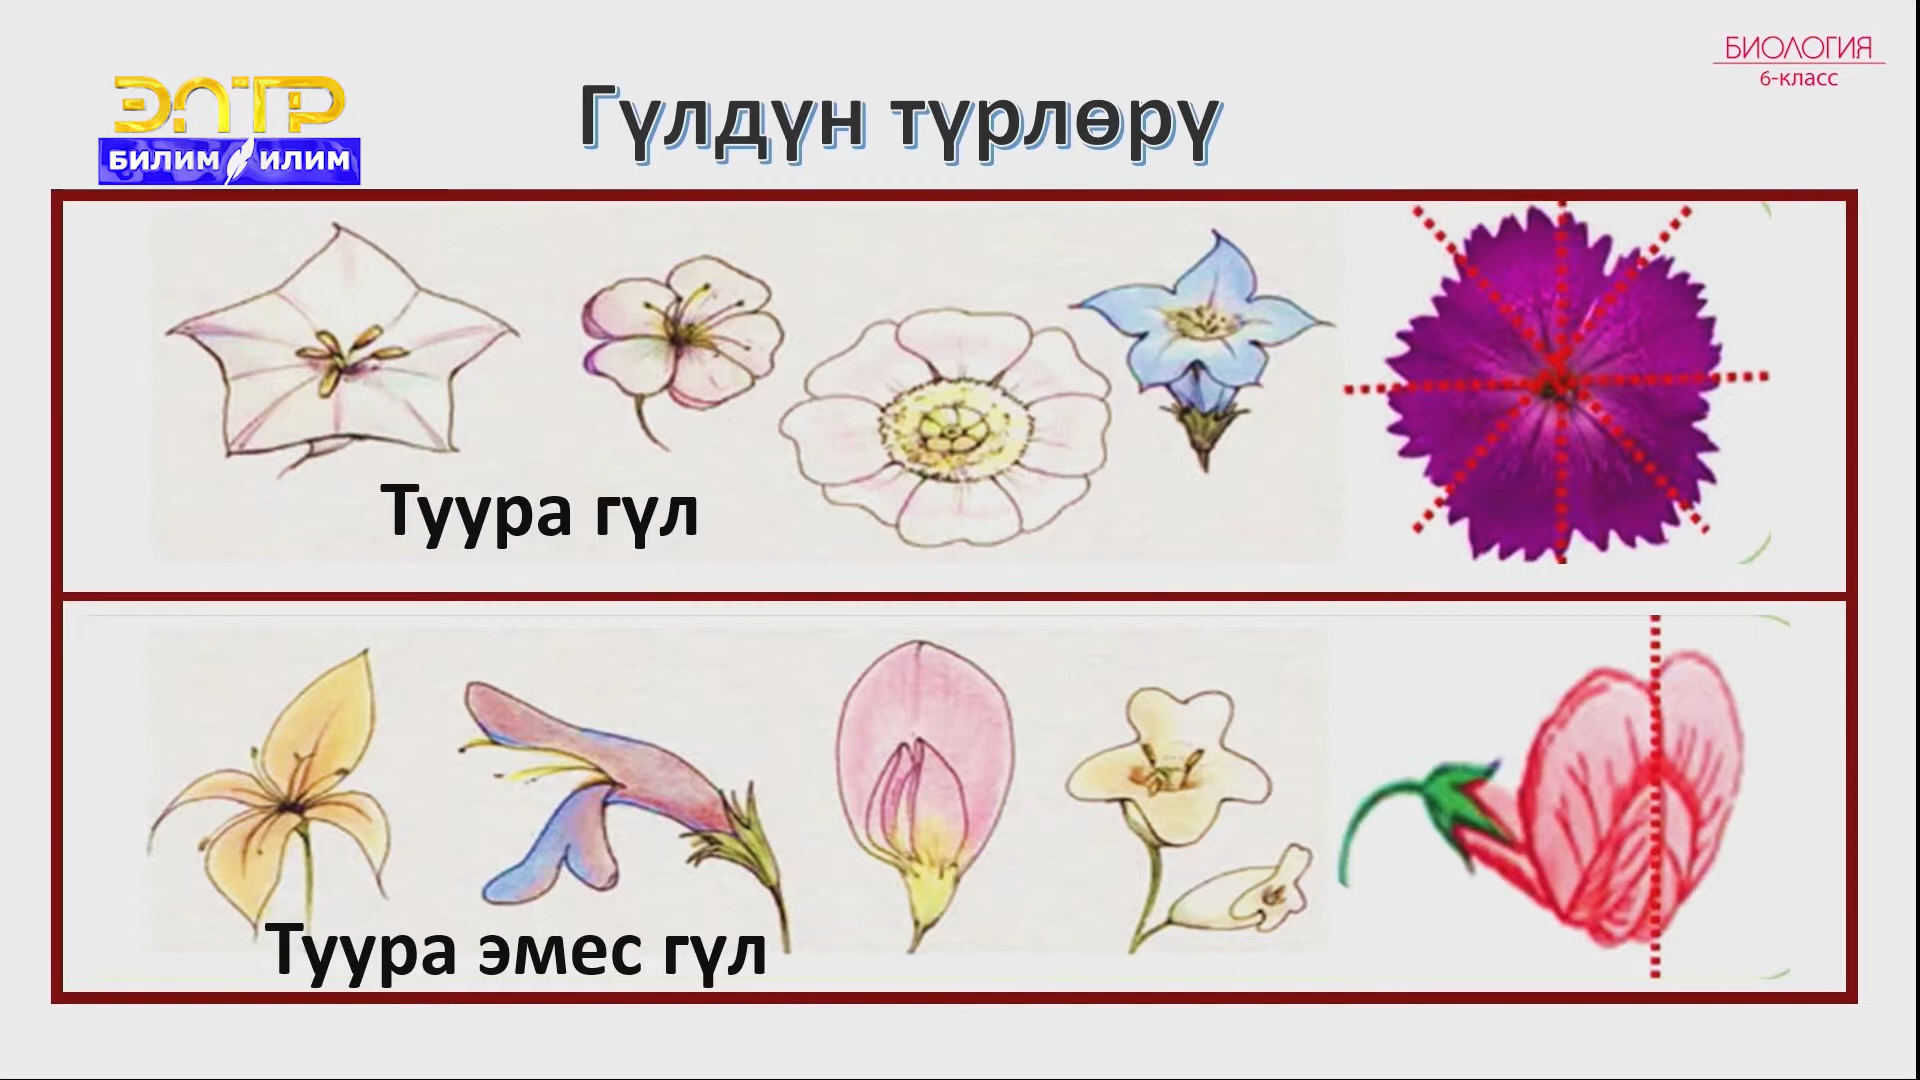 БИОЛОГИЯ
6-класс
ЭЛТР
БИЛИМ ИЛИМ
Гүлдүн түрлөрү
Туура гүл
Туура эмес гүл